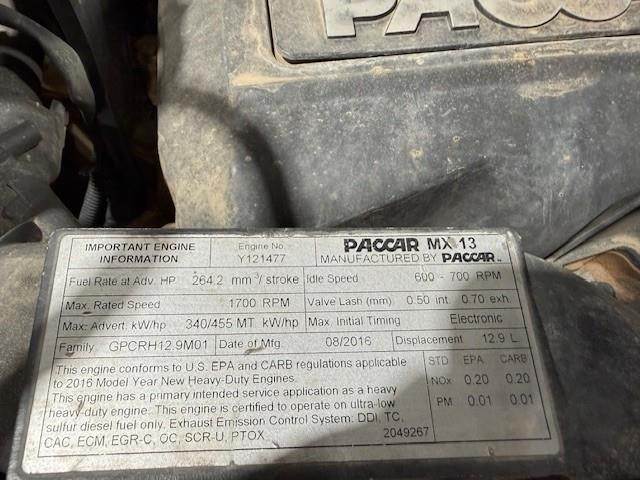 PACC
IMPORTANT ENGINE INFORMATION
Engine No. Y121477
PACCAR MX-13
MANUFACTURED BY PACCAR
Fuel Rate at Adv. HP 264.2 mm³/stroke Idle Speed 600 - 700 RPM
Max. Rated Speed 1700 RPM Valve Lash (mm) 0.50 int. 0.70 exh.
Max. Advert. kW/hp 340/455 MT kW/hp Max. Initial Timing Electronic
Family GPCRH12.9M01 Date of Mfg. 08/2016 Displacement 12.9 L
This engine conforms to U.S. EPA and CARB regulations applicable
to 2016 Model Year New Heavy-Duty Engines.
This engine has a primary intended service application as a heavy
heavy-duty engine. This engine is certified to operate on ultra-low
sulfur diesel fuel only. Exhaust Emission Control System: DDI, TC,
CAC, ECM, EGR-C, OC, SCR-U, PTOX
2049267
STD EPA CARB
NOx 0.20 0.20
PM 0.01 0.01